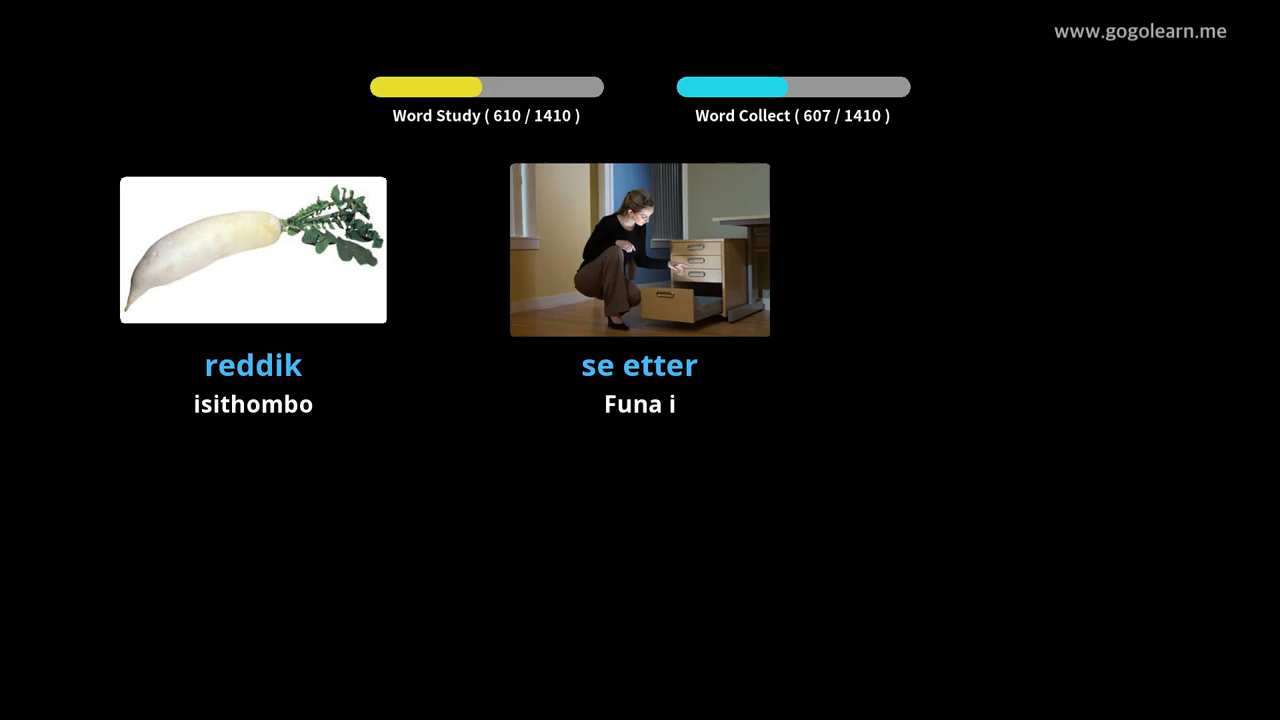 www.gogolearn.me
Word Study ( 610 / 1410 )
Word Collect ( 607 / 1410 )
reddik
isithombo
se etter
Funa i